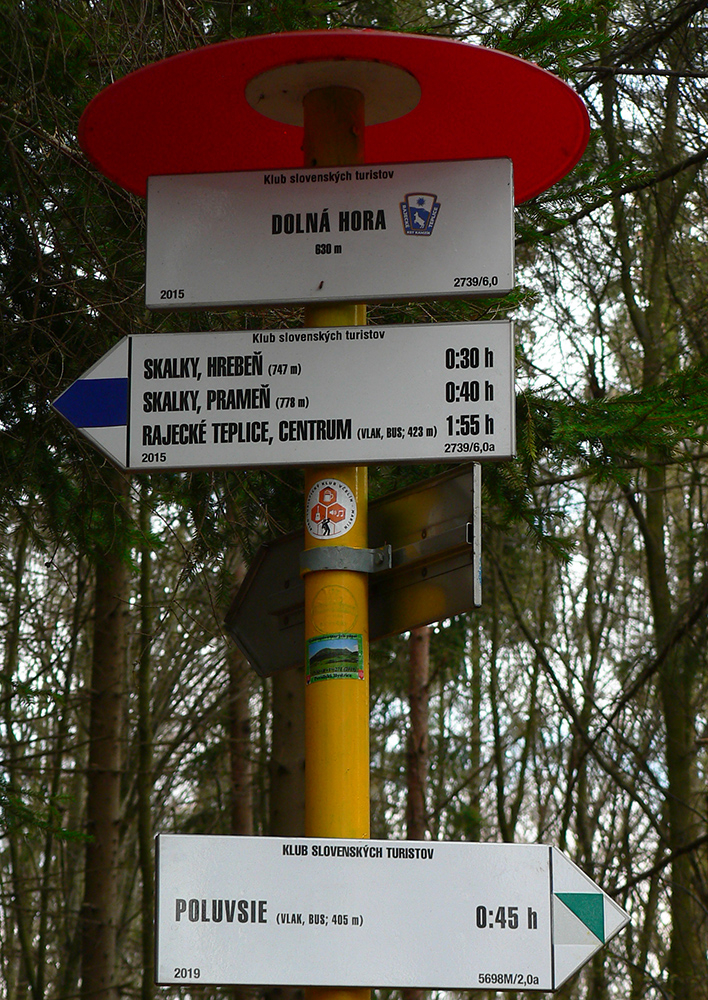 Klub slovenských turistov
DOLNÁ HORA
630 m
2015 2739/6,0
Klub slovenských turistov
SKALKY, HREBEŇ (747 m) 0:30 h
SKALKY, PRAMEŇ (778 m) 0:40 h
RAJECKÉ TEPLICE, CENTRUM (VLAK, BUS; 423 m) 1:55 h
2015 2739/6,0a
KLUB SLOVENSKÝCH TURISTOV
POLUVSIE (VLAK, BUS; 405 m) 0:45 h
2019 5698M/2,0a